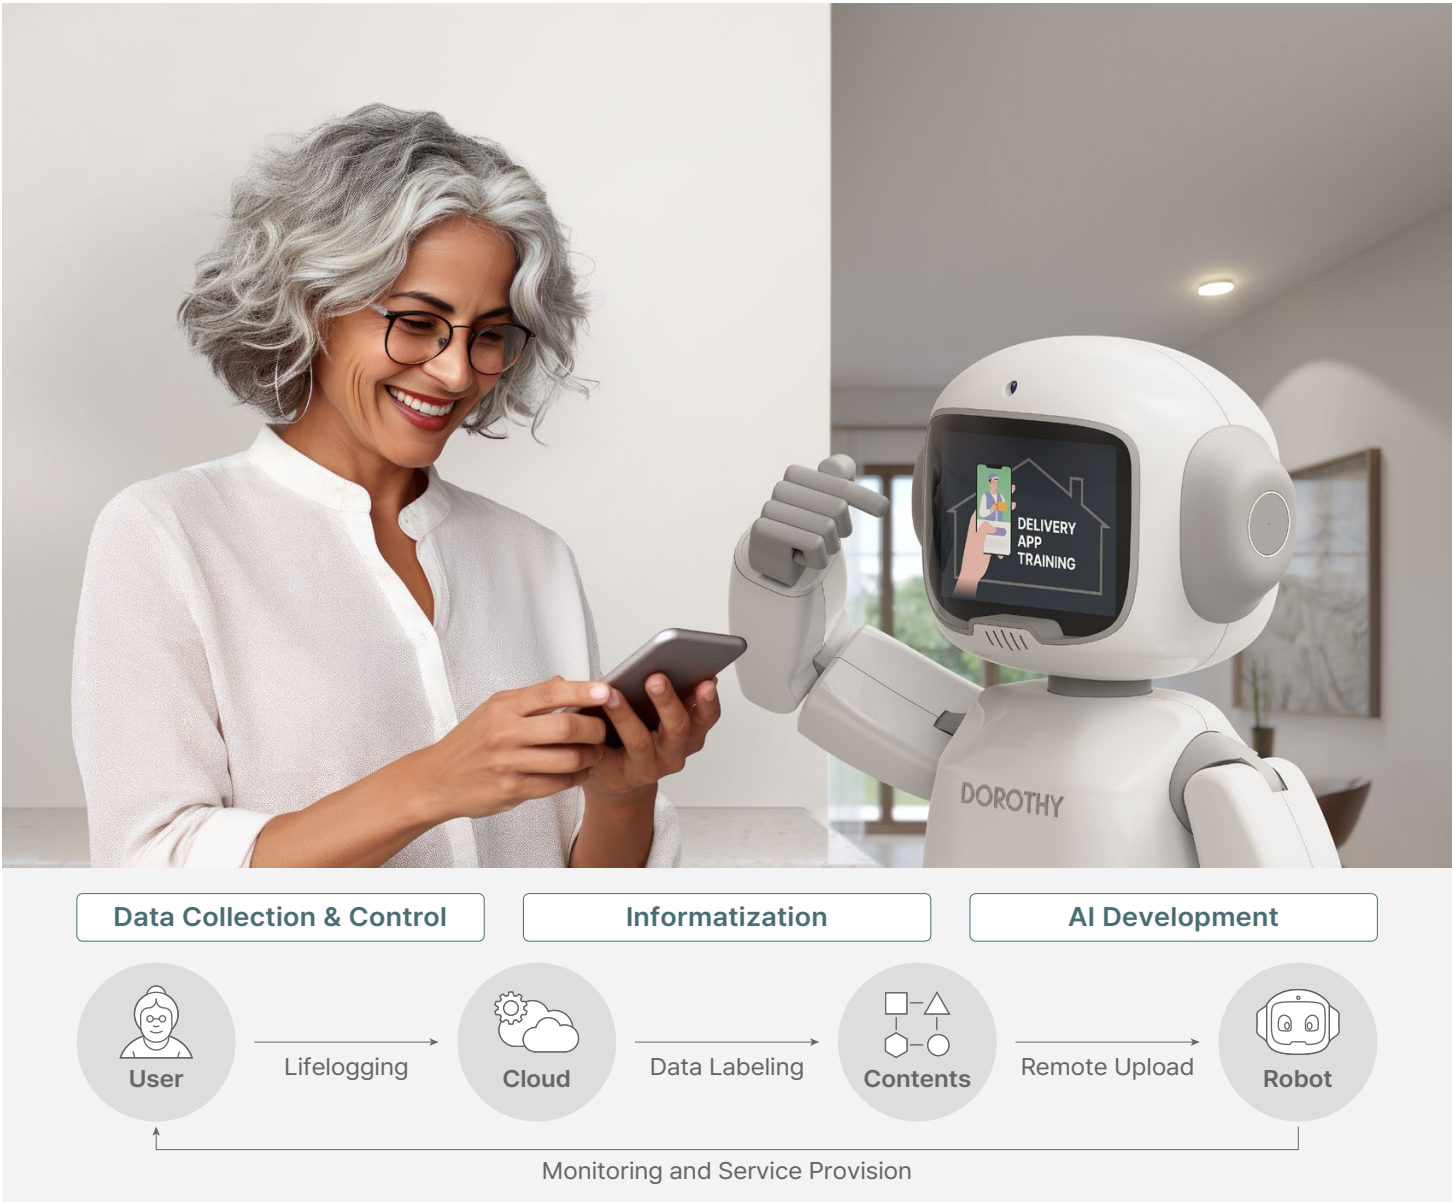 DELIVERY
APP
TRAINING
DOROTHY
Data Collection & Control
Informatization
AI Development
User
Lifelogging
Cloud
Data Labeling
Contents
Remote Upload
Robot
Monitoring and Service Provision